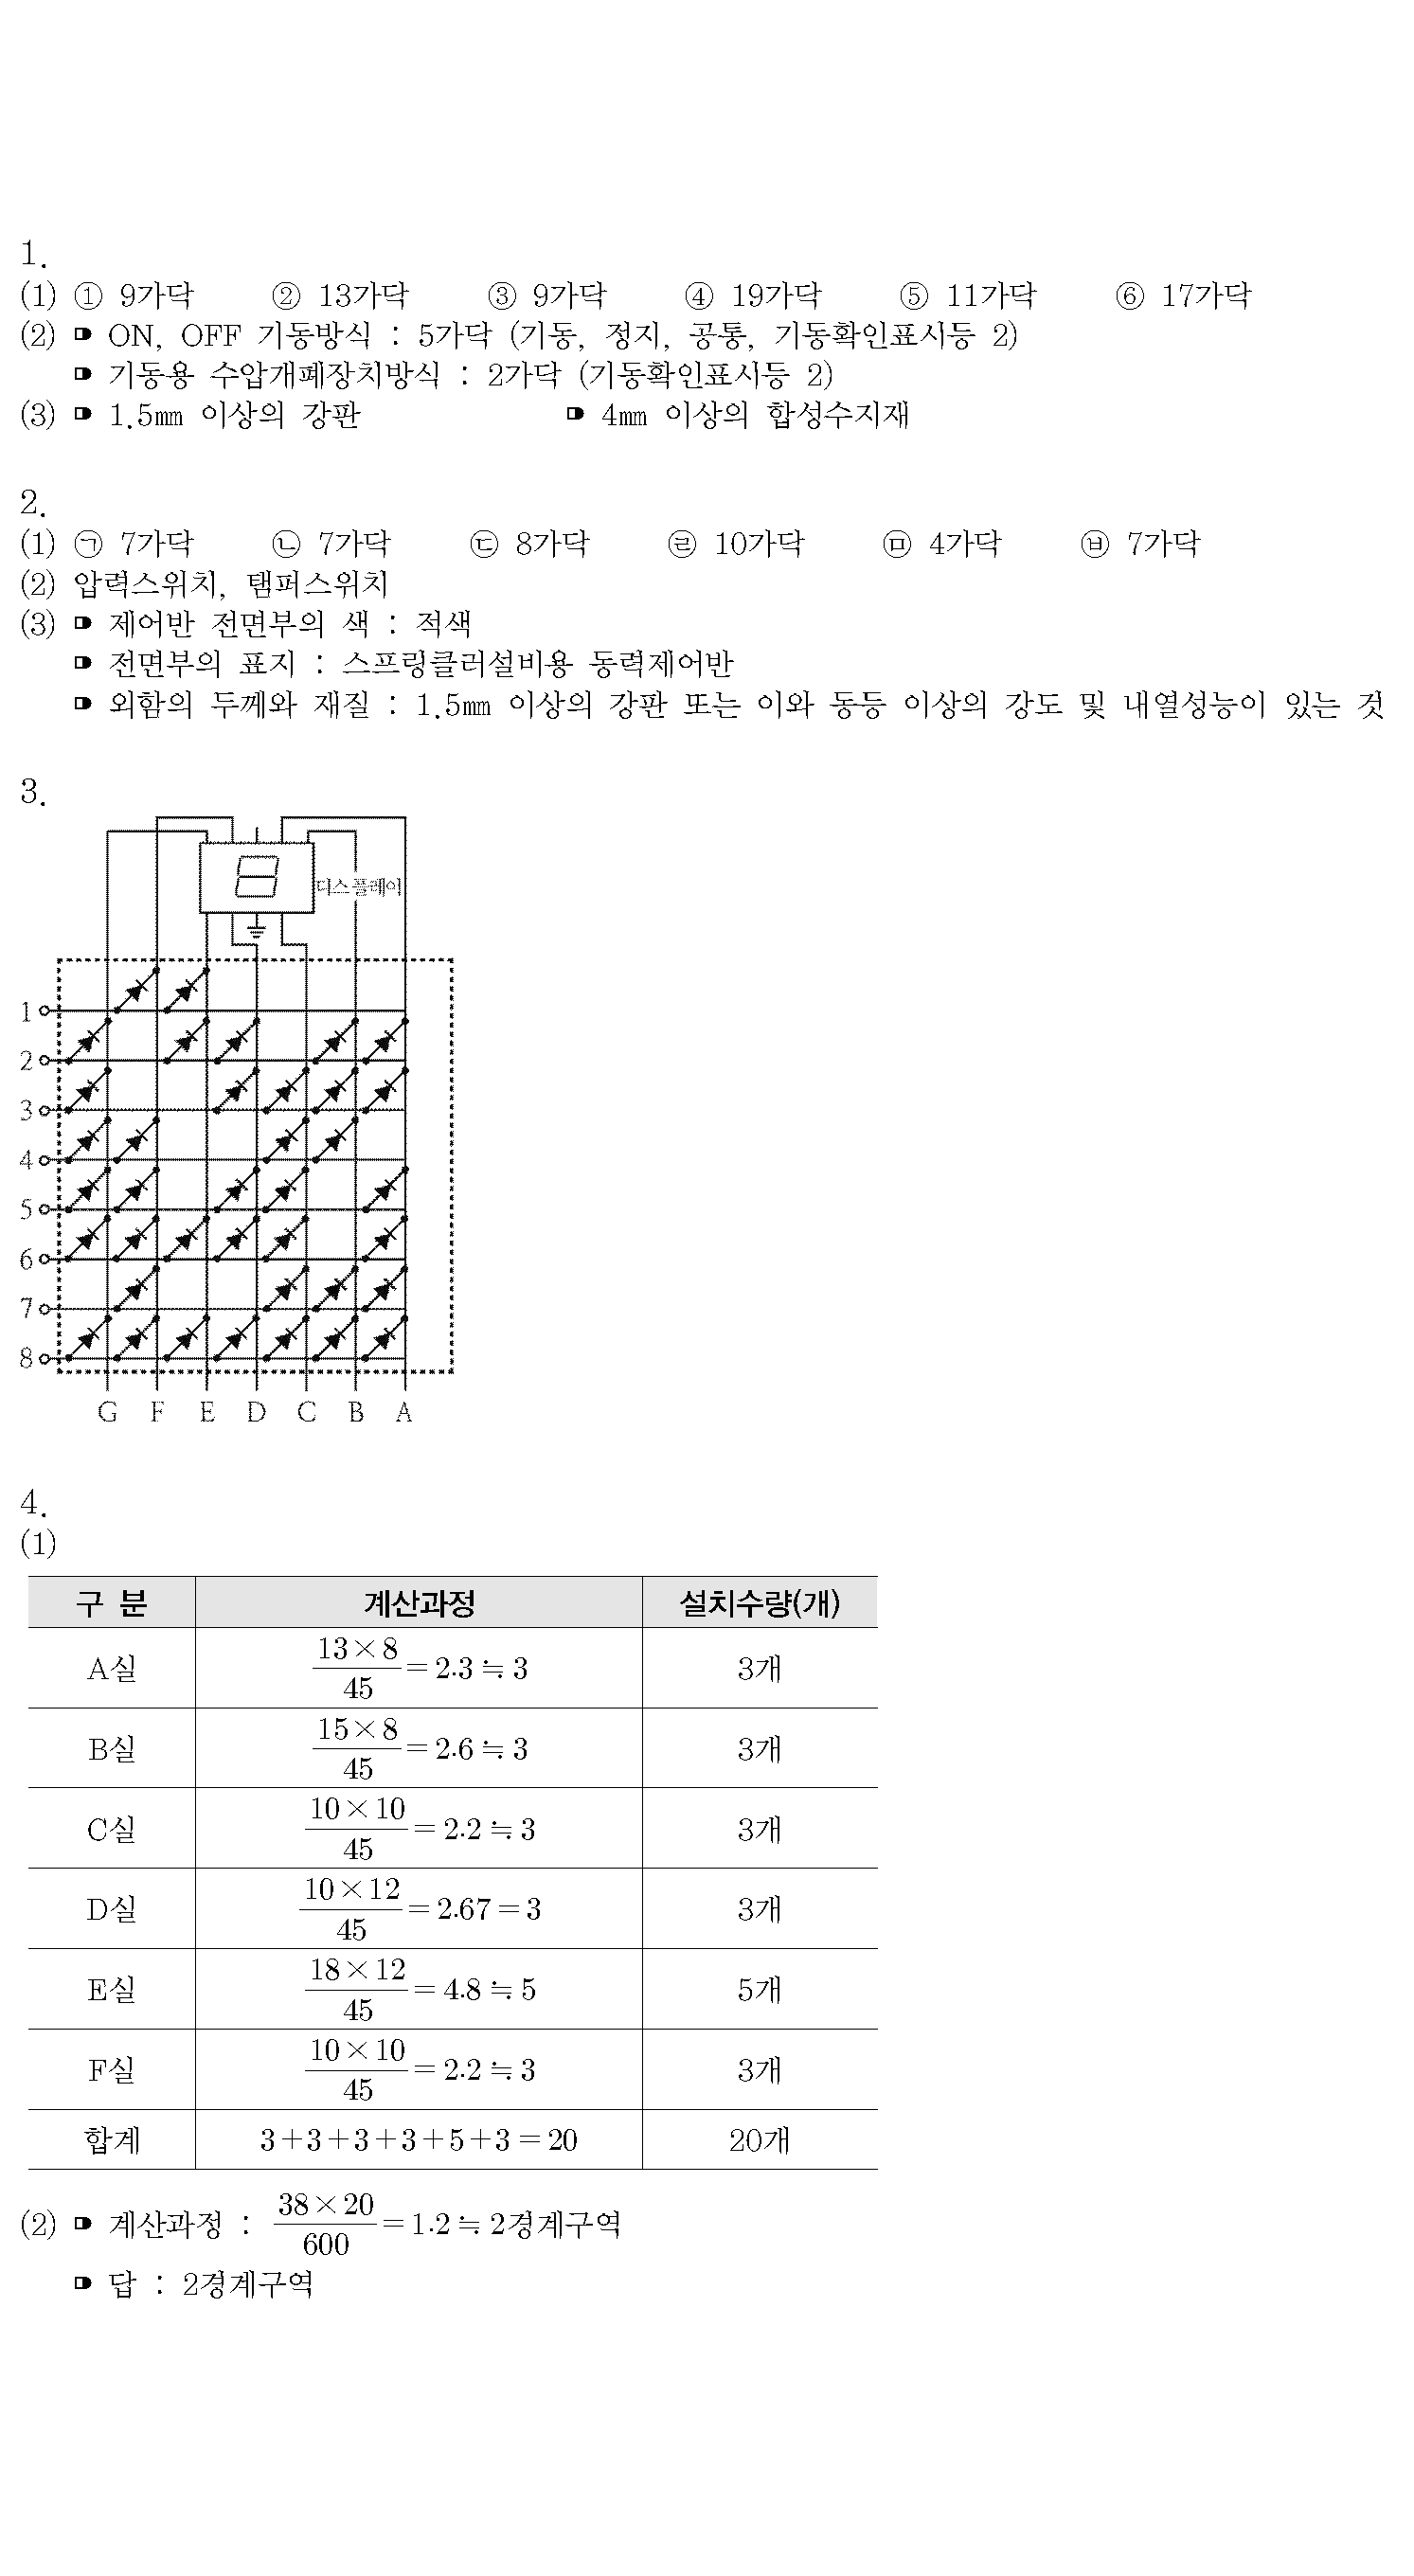 1.
(1) ① 9가닥 ② 13가닥 ③ 9가닥 ④ 19가닥 ⑤ 11가닥 ⑥ 17가닥
(2) ➡ ON, OFF 기동방식 : 5가닥 (기동, 정지, 공통, 기동확인표시등 2)
➡ 기동용 수압개폐장치방식 : 2가닥 (기동확인표시등 2)
(3) ➡ 1.5㎜ 이상의 강판 ➡ 4㎜ 이상의 합성수지재
2.
(1) ㉠ 7가닥 ㉡ 7가닥 ㉢ 8가닥 ㉣ 10가닥 ㉤ 4가닥 ㉥ 7가닥
(2) 압력스위치, 탬퍼스위치
(3) ➡ 제어반 전면부의 색 : 적색
➡ 전면부의 표지 : 스프링클러설비용 동력제어반
➡ 외함의 두께와 재질 : 1.5㎜ 이상의 강판 또는 이와 동등 이상의 강도 및 내열성능이 있는 것
3.
디스플레이
1
2
3
4
5
6
7
8
G F E D C B A
4.
(1)
구 분 계산과정 설치수량(개)
A실 13×8/45 = 2.3 ≒ 3 3개
B실 15×8/45 = 2.6 ≒ 3 3개
C실 10×10/45 = 2.2 ≒ 3 3개
D실 10×12/45 = 2.67 = 3 3개
E실 18×12/45 = 4.8 ≒ 5 5개
F실 10×10/45 = 2.2 ≒ 3 3개
합계 3+3+3+3+5+3 = 20 20개
(2) ➡ 계산과정 : 38×20/600 = 1.2 ≒ 2경계구역
➡ 답 : 2경계구역